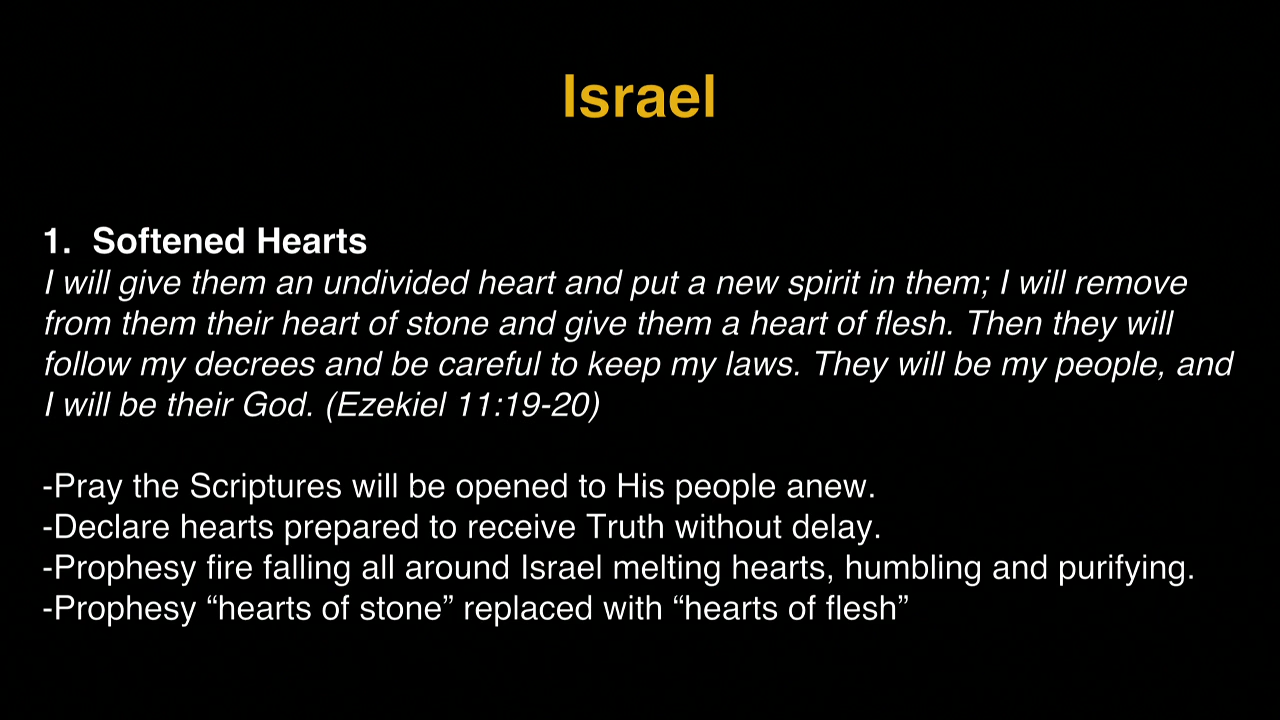 Israel
1. Softened Hearts
I will give them an undivided heart and put a new spirit in them; I will remove
from them their heart of stone and give them a heart of flesh. Then they will
follow my decrees and be careful to keep my laws. They will be my people, and
I will be their God. (Ezekiel 11:19-20)
-Pray the Scriptures will be opened to His people anew.
-Declare hearts prepared to receive Truth without delay.
-Prophesy fire falling all around Israel melting hearts, humbling and purifying.
-Prophesy “hearts of stone” replaced with “hearts of flesh”